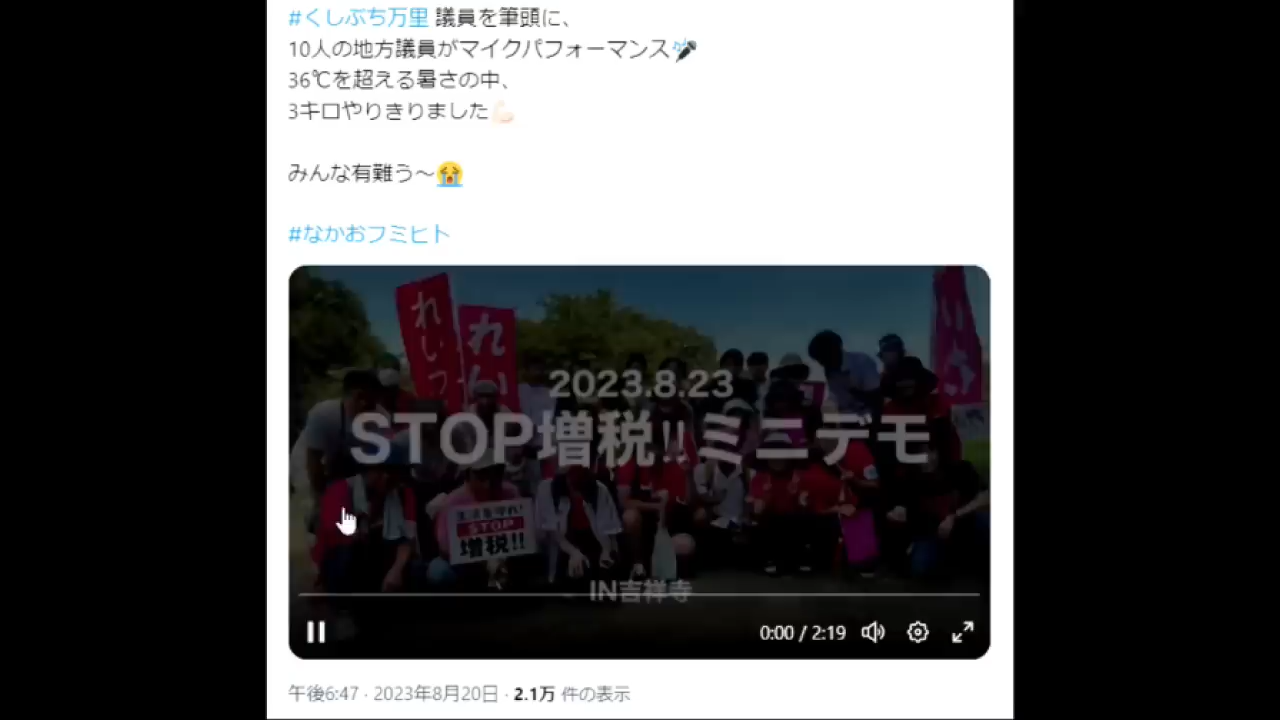 #くしぶち万里 議員を筆頭に、
10人の地方議員がマイクパフォーマンス🎤
36℃を超える暑さの中、
3キロやりきりました💪🏻
みんな有難う～😭
#なかおフミヒト
れいフ
れい
2023.8.23
STOP増税!!ミニデモ
STOP
増税!!
IN吉祥寺
0:00 / 2:19
午後6:47 · 2023年8月20日 · 2.1万 件の表示